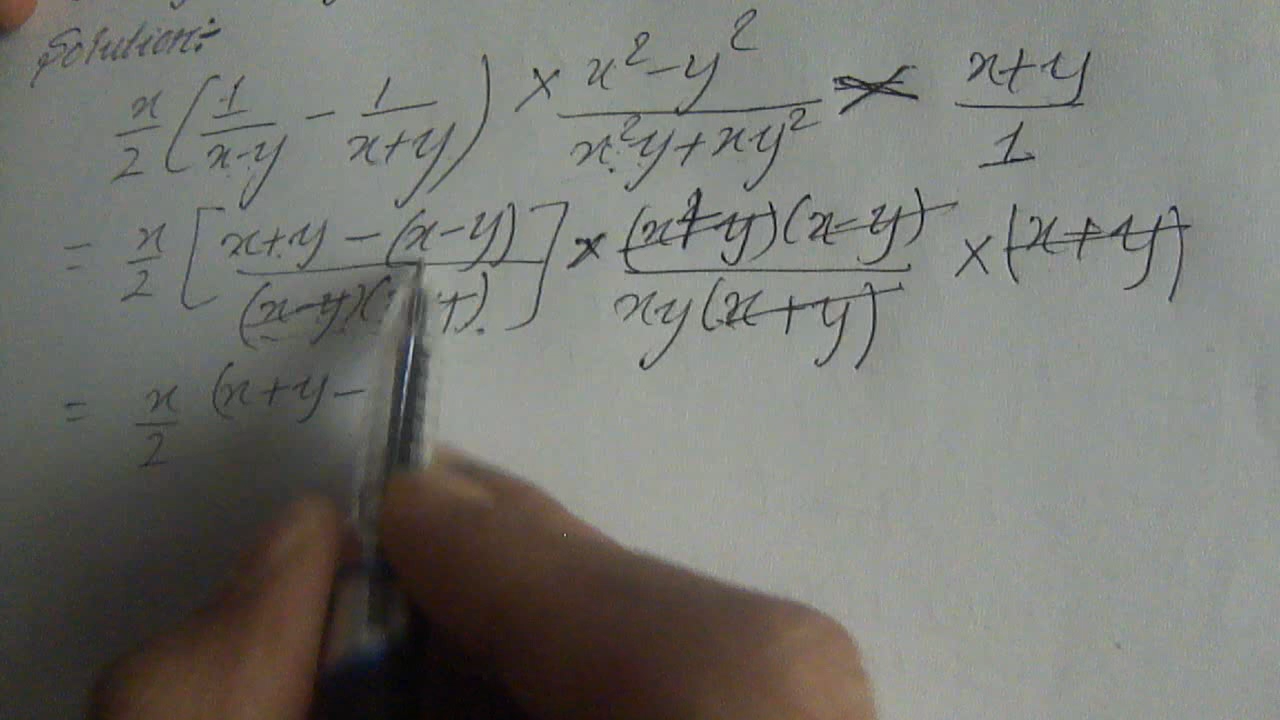 Solution:-
x/2 (1/(x-y) - 1/(x+y)) × (x²-y²)/(x²y+xy²) × (x+y)/1
= x/2 [(x+y-(x-y))/((x-y)(x+y))] × ((x+y)(x-y))/(xy(x+y)) × (x+y)
= x/2 (x+y-